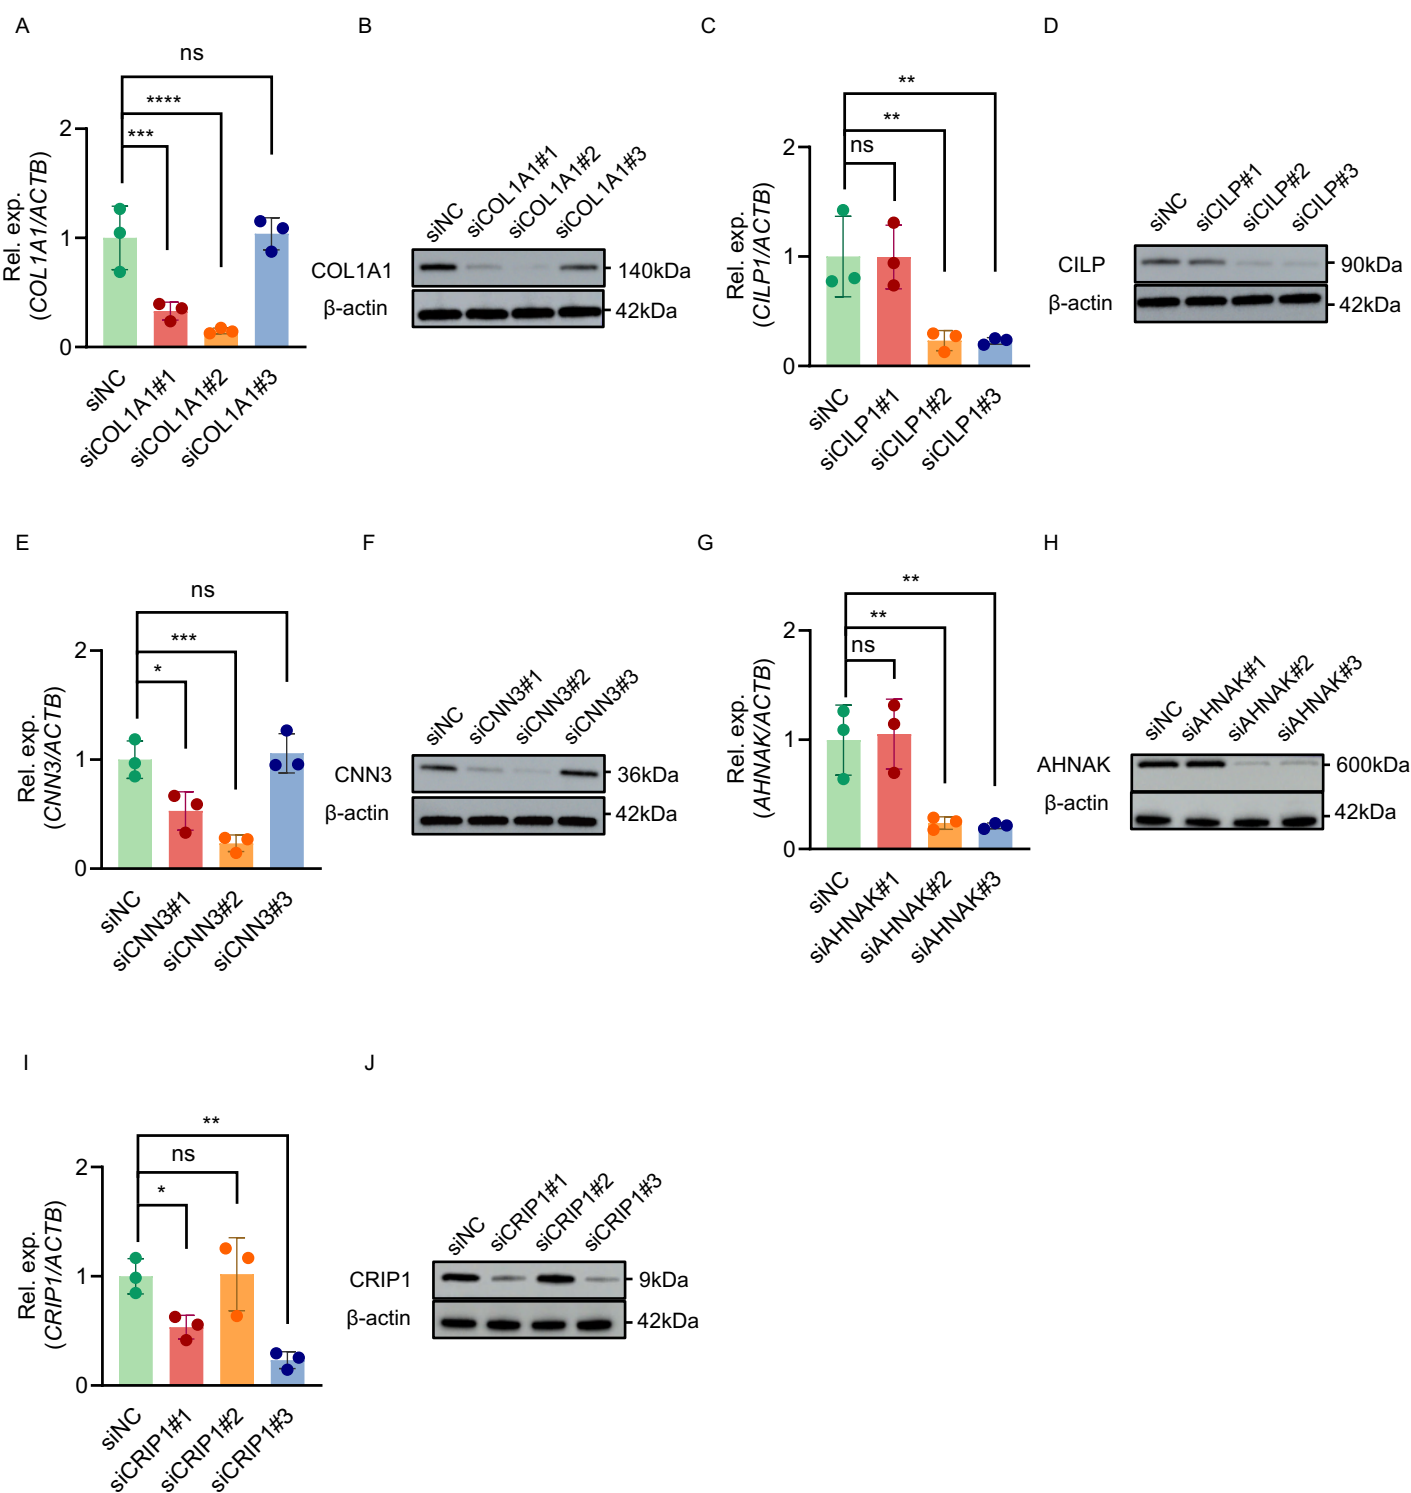 A
ns
****
***
2
1
0
Rel. exp.
(COL1A1/ACTB)
siNC
siCOL1A1#1
siCOL1A1#2
siCOL1A1#3
B
siNC
siCOL1A1#1
siCOL1A1#2
siCOL1A1#3
COL1A1
140kDa
β-actin
42kDa
C
**
**
ns
2
1
0
Rel. exp.
(CILP1/ACTB)
siNC
siCILP1#1
siCILP1#2
siCILP1#3
D
siNC
siCILP#1
siCILP#2
siCILP#3
CILP
90kDa
β-actin
42kDa
E
ns
***
*
2
1
0
Rel. exp.
(CNN3/ACTB)
siNC
siCNN3#1
siCNN3#2
siCNN3#3
F
siNC
siCNN3#1
siCNN3#2
siCNN3#3
CNN3
36kDa
β-actin
42kDa
G
**
**
ns
2
1
0
Rel. exp.
(AHNAK/ACTB)
siNC
siAHNAK#1
siAHNAK#2
siAHNAK#3
H
siNC
siAHNAK#1
siAHNAK#2
siAHNAK#3
AHNAK
600kDa
β-actin
42kDa
I
**
ns
*
2
1
0
Rel. exp.
(CRIP1/ACTB)
siNC
siCRIP1#1
siCRIP1#2
siCRIP1#3
J
siNC
siCRIP1#1
siCRIP1#2
siCRIP1#3
CRIP1
9kDa
β-actin
42kDa